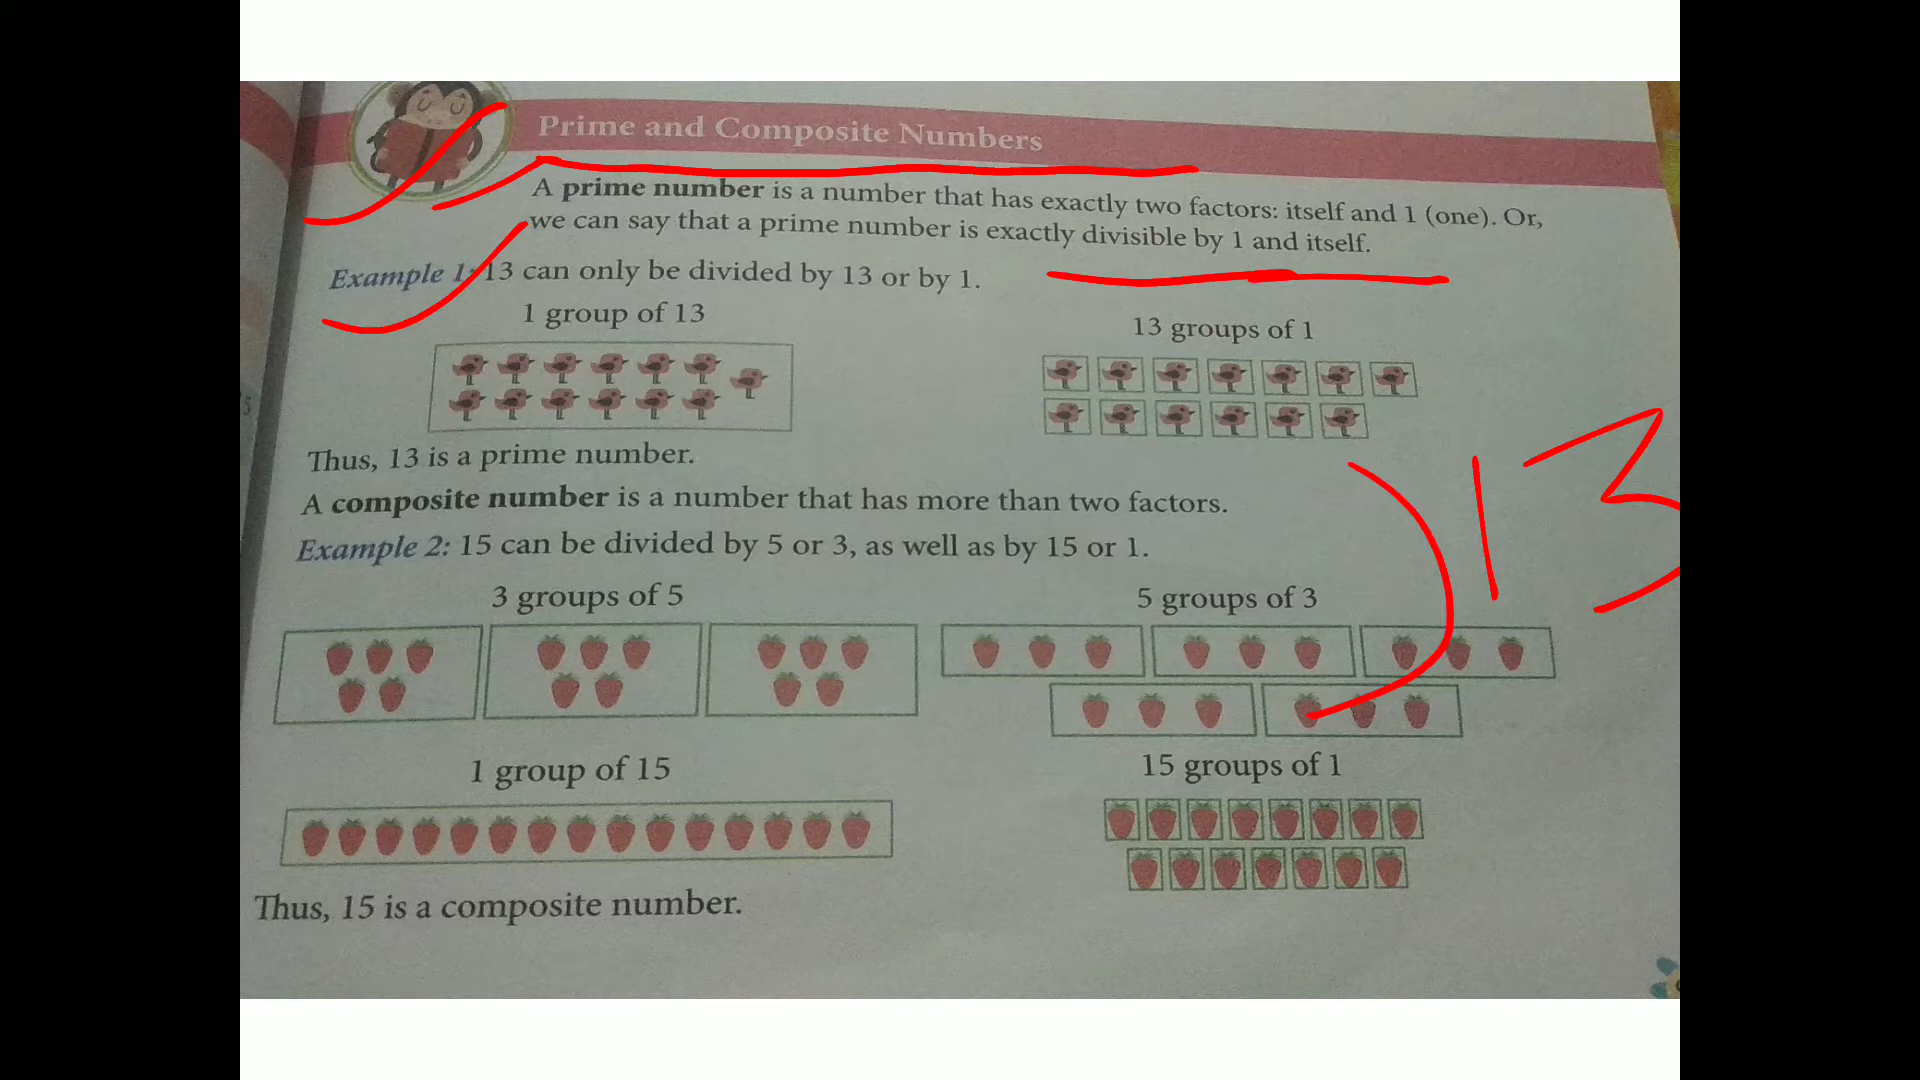 Prime and Composite Numbers
A prime number is a number that has exactly two factors: itself and 1 (one). Or,
we can say that a prime number is exactly divisible by 1 and itself.
Example 1: 13 can only be divided by 13 or by 1.
1 group of 13
13 groups of 1
Thus, 13 is a prime number.
13
A composite number is a number that has more than two factors.
Example 2: 15 can be divided by 5 or 3, as well as by 15 or 1.
3 groups of 5
5 groups of 3
1 group of 15
15 groups of 1
Thus, 15 is a composite number.